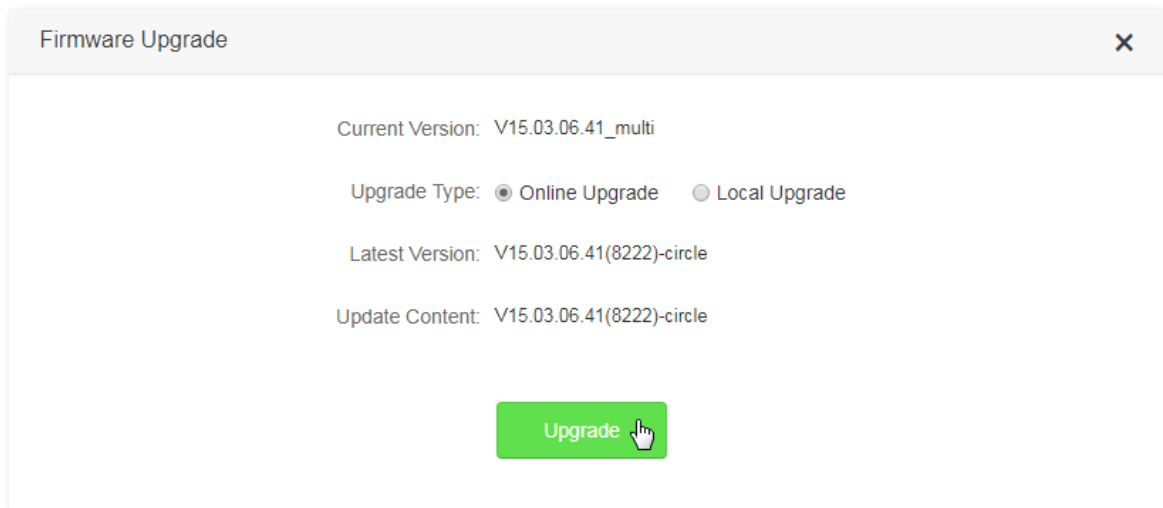 Firmware Upgrade
Current Version: V15.03.06.41_multi
Upgrade Type: Online Upgrade Local Upgrade
Latest Version: V15.03.06.41(8222)-circle
Update Content: V15.03.06.41(8222)-circle
Upgrade